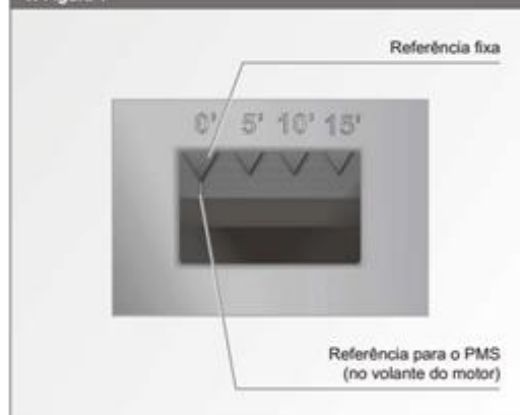 Referência fixa
0° 5° 10° 15°
Referência para o PMS
(no volante do motor)